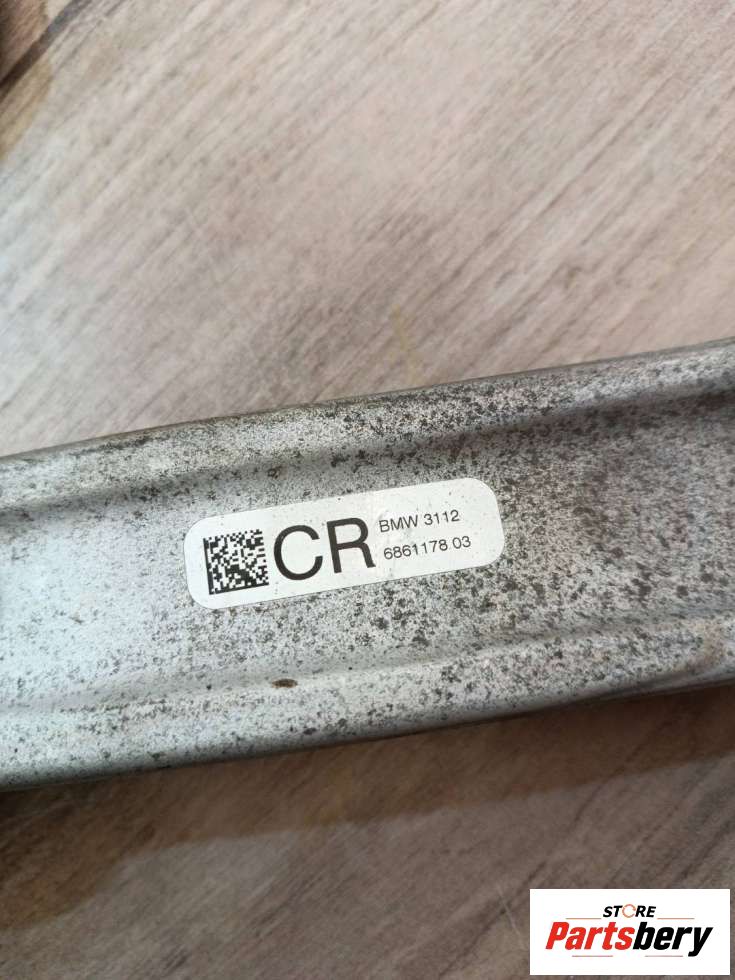 CR
BMW 3112
6861178.03
STORE
Partsbery